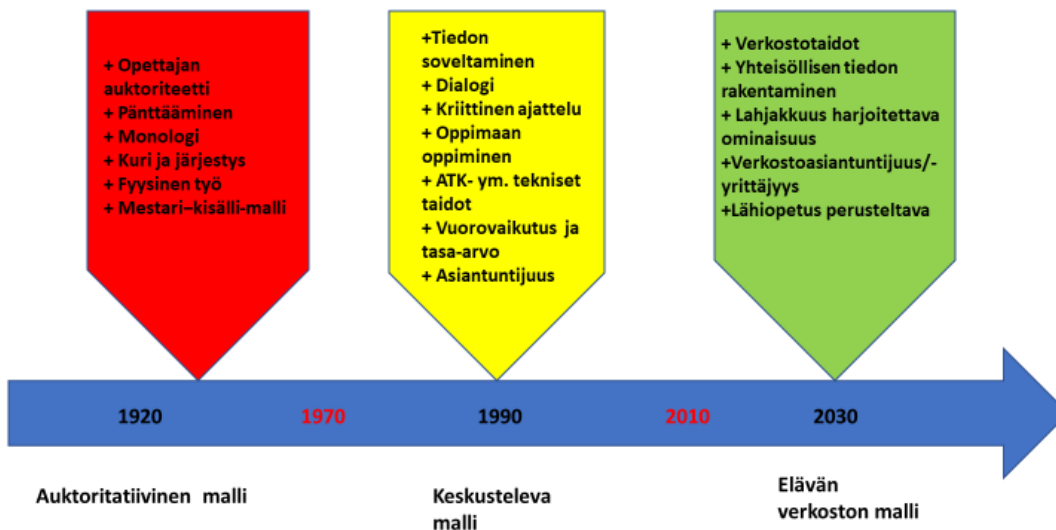 + Opettajan
auktoriteetti
+ Pänttääminen
+ Monologi
+ Kuri ja järjestys
+ Fyysinen työ
+ Mestari–kisälli-malli
+Tiedon
soveltaminen
+ Dialogi
+ Kriittinen ajattelu
+ Oppimaan
oppiminen
+ ATK- ym. tekniset
taidot
+ Vuorovaikutus ja
tasa-arvo
+ Asiantuntijuus
+ Verkostotaidot
+ Yhteisöllisen tiedon
rakentaminen
+ Lahjakkuus harjoitettava
ominaisuus
+Verkostoasiantuntijuus/-
yrittäjyys
+Lähiopetus perusteltava
1920 1970 1990 2010 2030
Auktoritatiivinen malli
Keskusteleva
malli
Elävän
verkoston malli